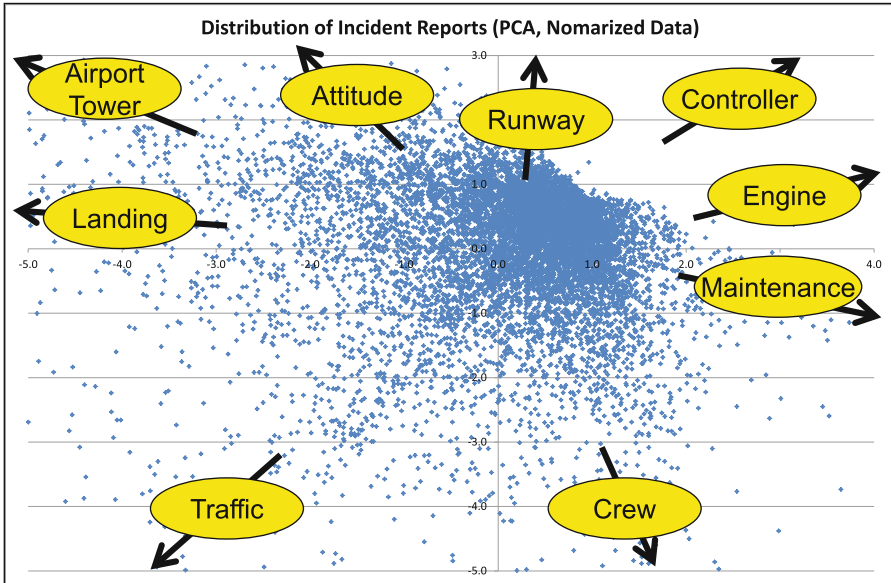 Distribution of Incident Reports (PCA, Nomarized Data)
3.0
Airport
Tower
Attitude
Runway
Controller
1.0
Engine
Landing
0.0
-5.0 -4.0 -3.0 -2.0 -1.0 0.0 1.0 2.0 4.0
Maintenance
-1.0
-2.0
-3.0
Traffic
-4.0
Crew
-5.0